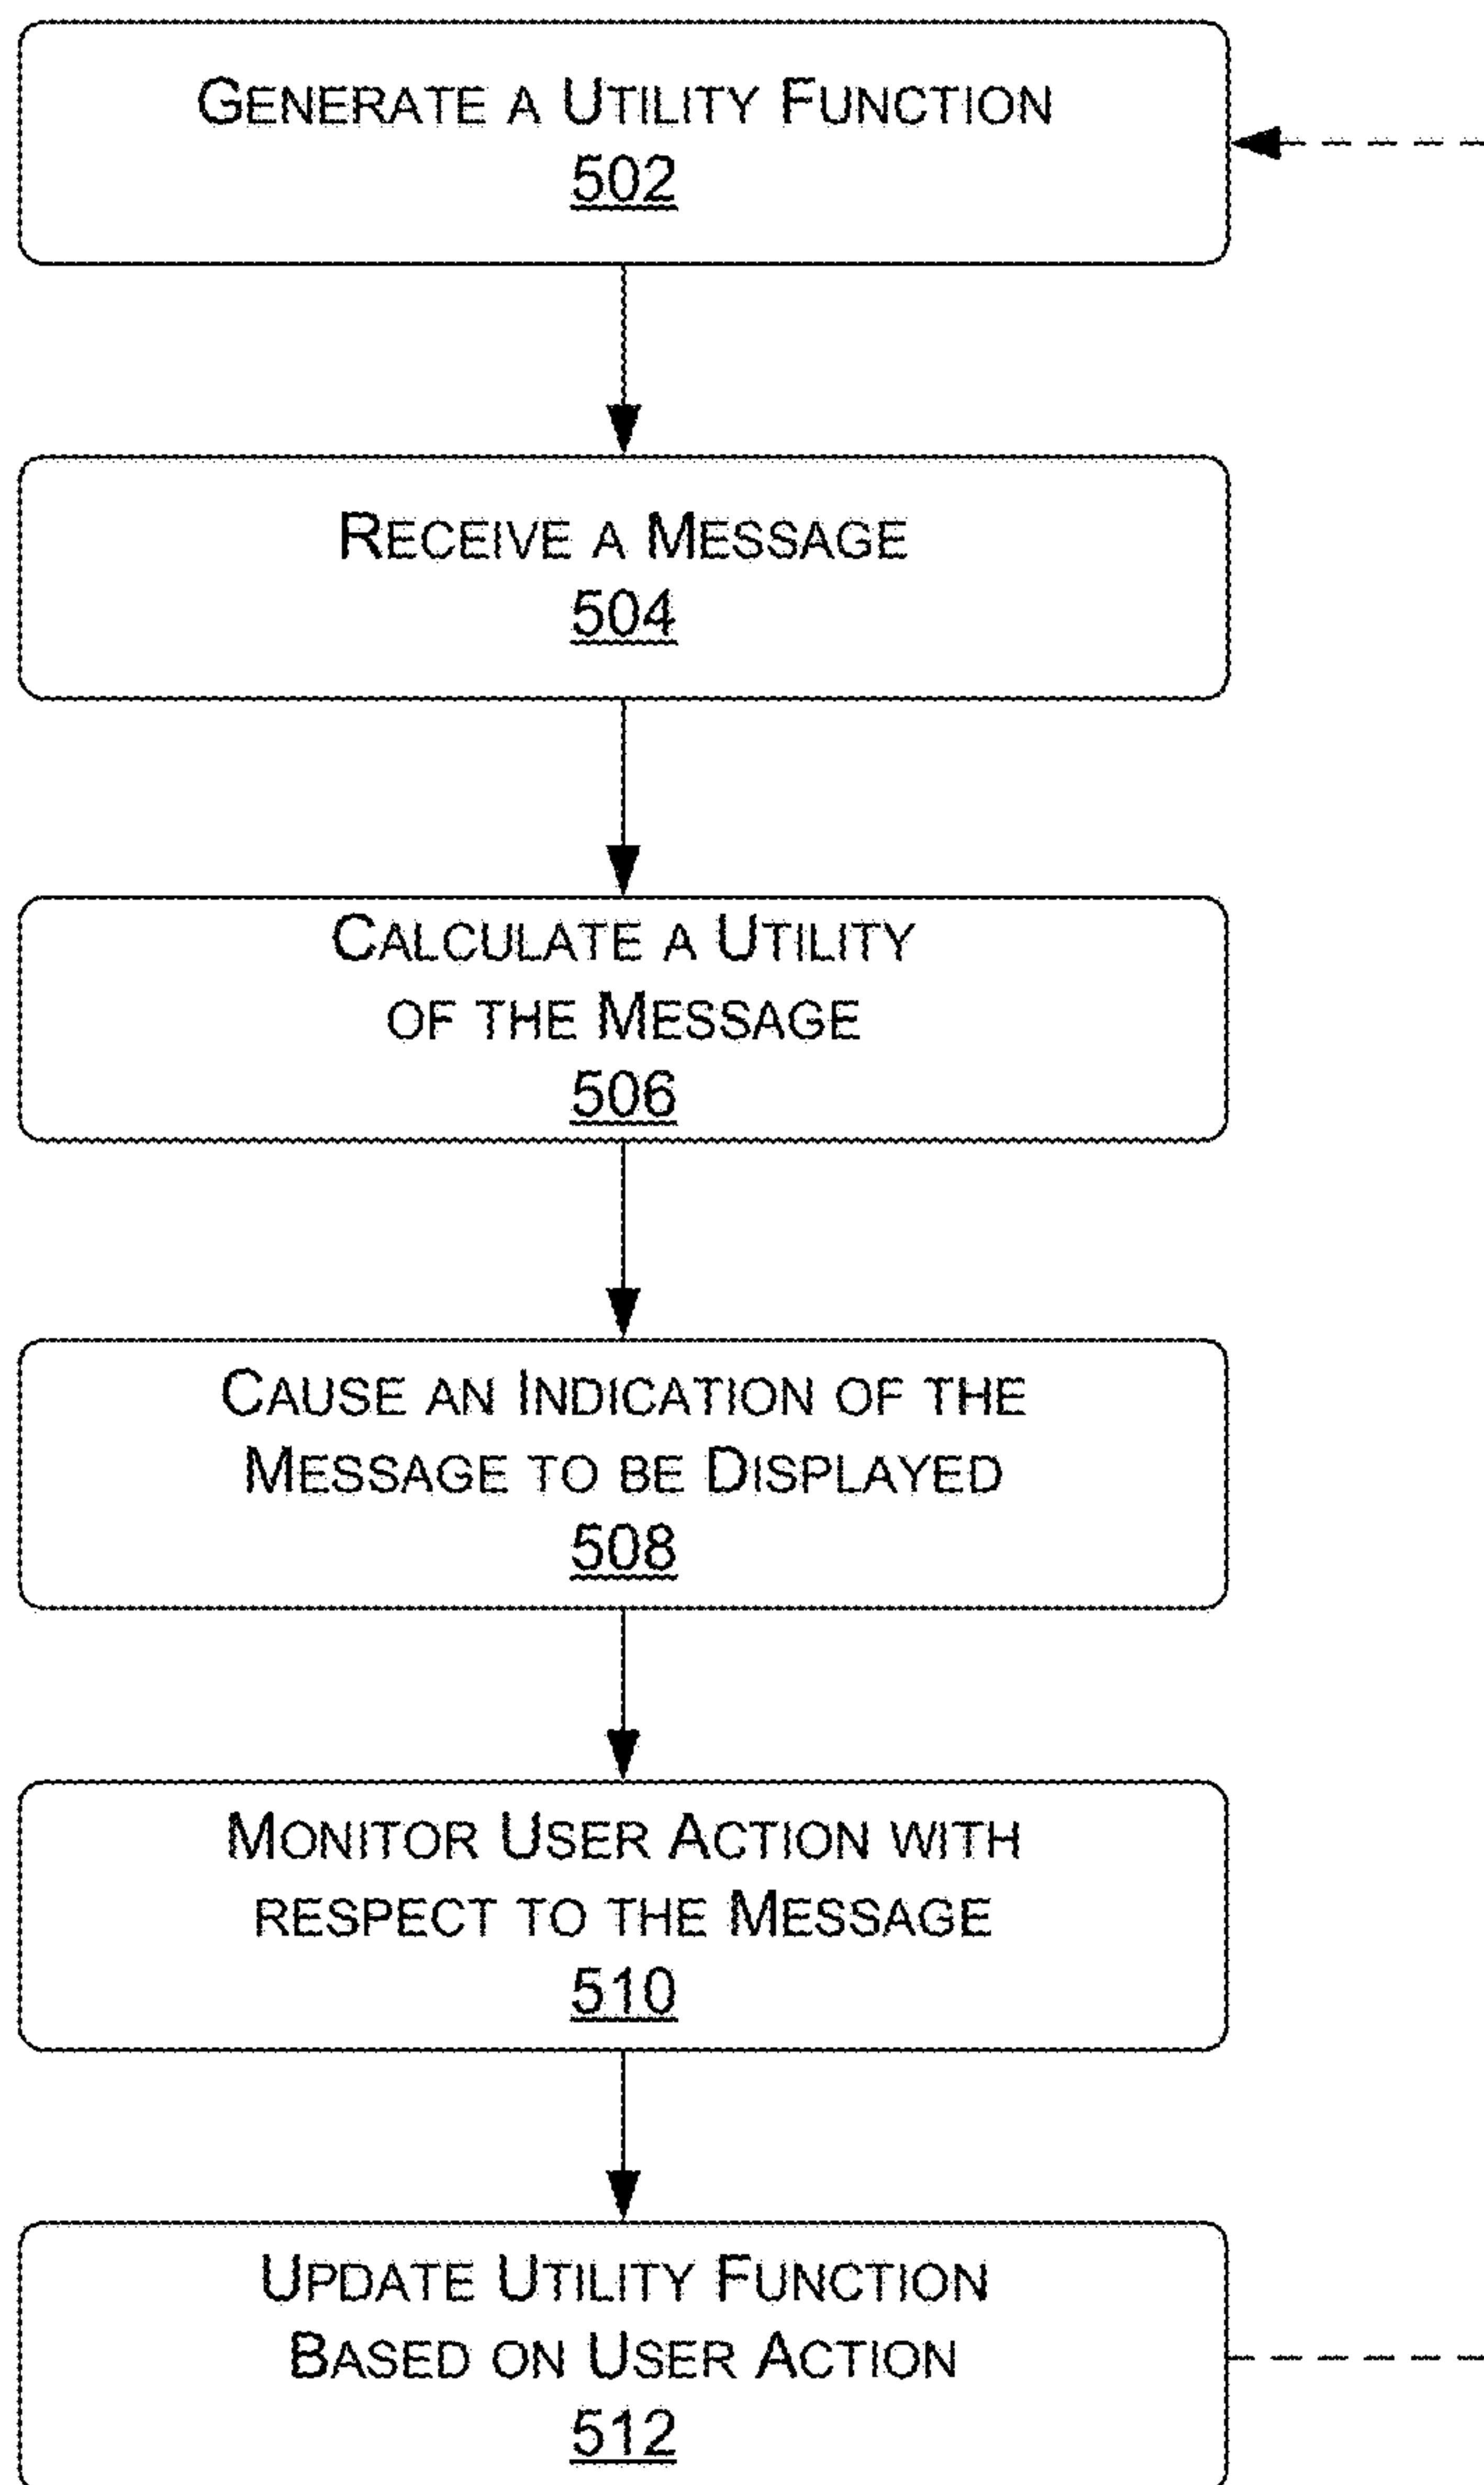 GENERATE A UTILITY FUNCTION
502
RECEIVE A MESSAGE
504
CALCULATE A UTILITY
OF THE MESSAGE
506
CAUSE AN INDICATION OF THE
MESSAGE TO BE DISPLAYED
508
MONITOR USER ACTION WITH
RESPECT TO THE MESSAGE
510
UPDATE UTILITY FUNCTION
BASED ON USER ACTION
512